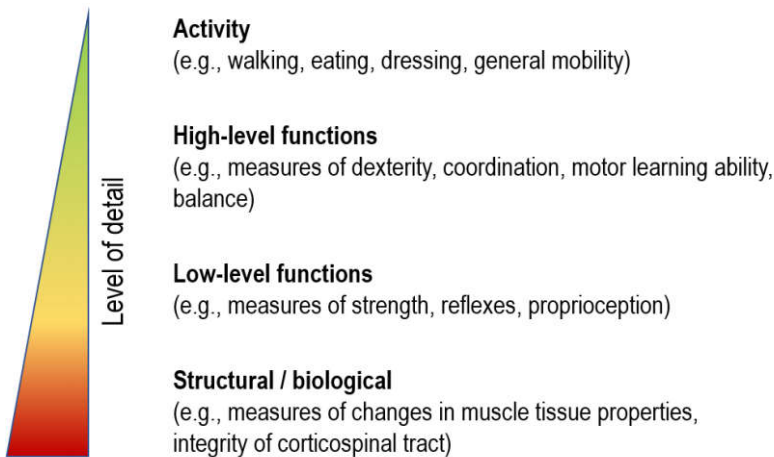 Activity
(e.g., walking, eating, dressing, general mobility)
High-level functions
(e.g., measures of dexterity, coordination, motor learning ability,
balance)
Level of detail
Low-level functions
(e.g., measures of strength, reflexes, proprioception)
Structural / biological
(e.g., measures of changes in muscle tissue properties,
integrity of corticospinal tract)